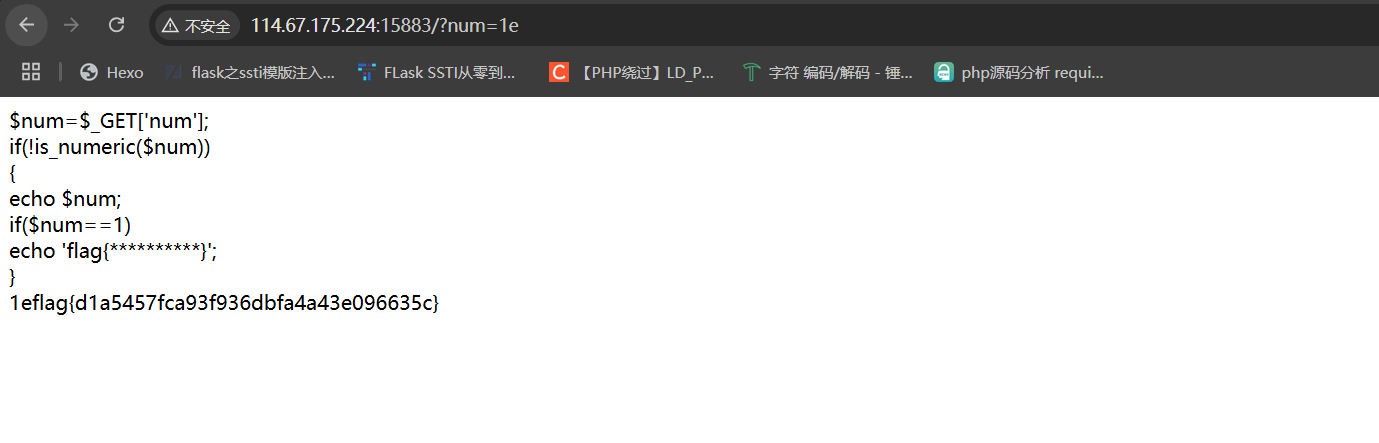 不安全 114.67.175.224:15883/?num=1e
Hexo flask之ssti模版注入... FLask SSTI从零到... C 【PHP绕过】LD_P... 字符 编码/解码 - 锤... php源码分析 requi...
$num=$_GET['num'];
if(!is_numeric($num))
{
echo $num;
if($num==1)
echo 'flag{**********}';
}
1eflag{d1a5457fca93f936dbfa4a43e096635c}